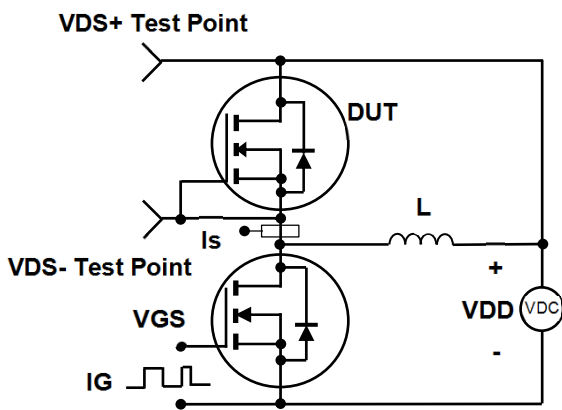 VDS+ Test Point
DUT
Is
L
VDS- Test Point
+
VGS
VDD
VDC
-
IG